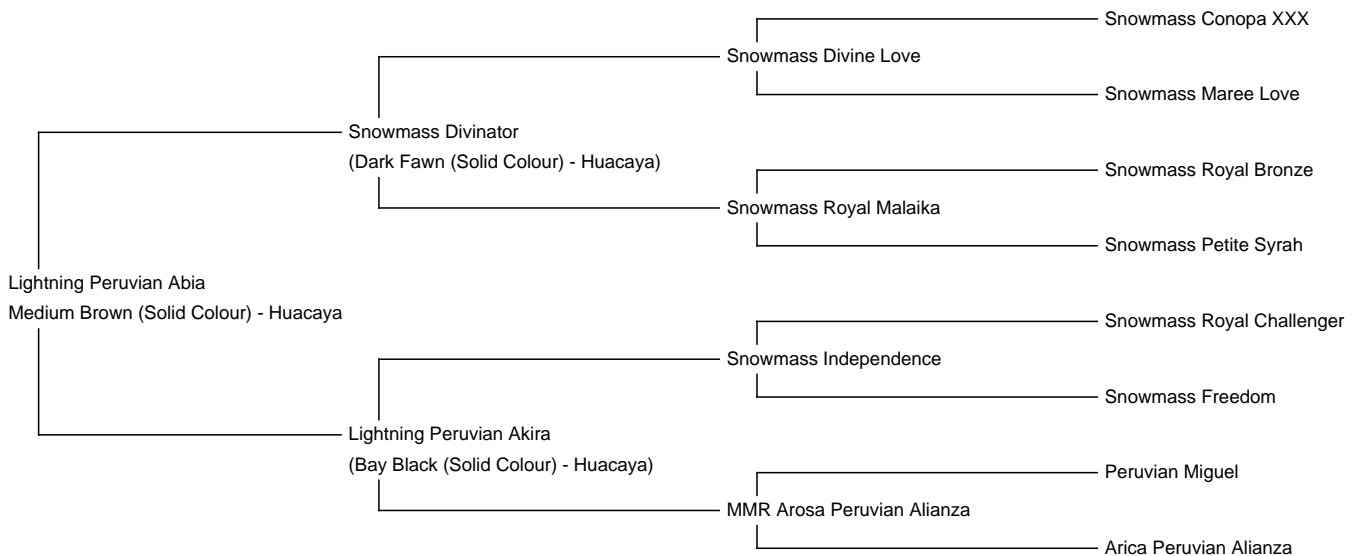 Snowmass Conopa XXX
Snowmass Divine Love
Snowmass Maree Love
Snowmass Divinator
(Dark Fawn (Solid Colour) - Huacaya)
Snowmass Royal Bronze
Snowmass Royal Malaika
Snowmass Petite Syrah
Lightning Peruvian Abia
Medium Brown (Solid Colour) - Huacaya
Snowmass Royal Challenger
Snowmass Independence
Snowmass Freedom
Lightning Peruvian Akira
(Bay Black (Solid Colour) - Huacaya)
Peruvian Miguel
MMR Arosa Peruvian Alianza
Arica Peruvian Alianza